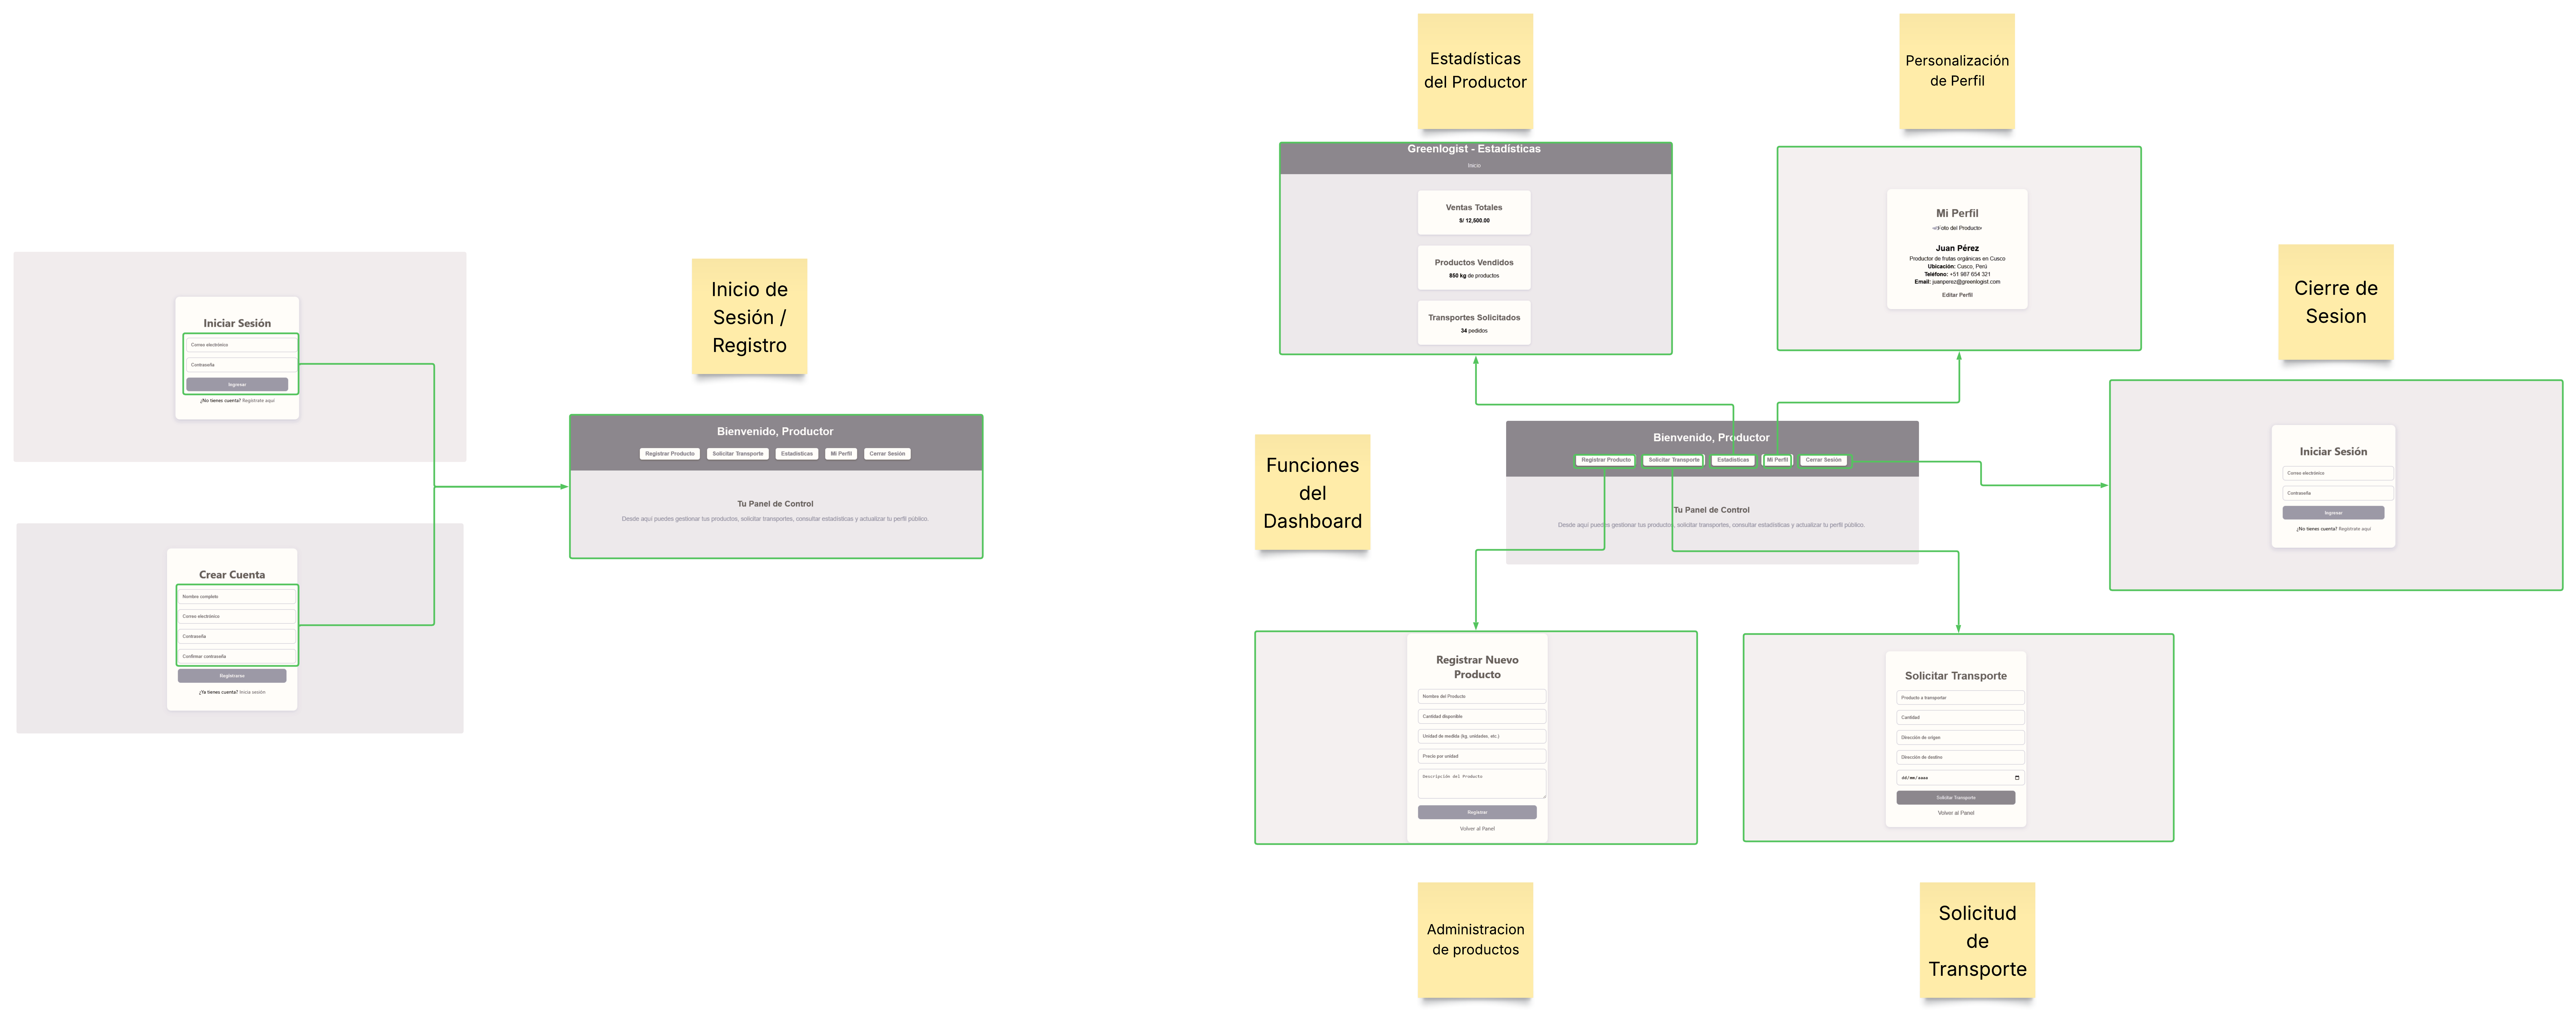 Iniciar Sesión
Correo electrónico
Contraseña
Ingresar
¿No tienes cuenta? Regístrate aquí
Crear Cuenta
Nombre completo
Correo electrónico
Contraseña
Confirmar contraseña
Registrarse
¿Ya tienes cuenta? Inicia sesión
Inicio de
Sesión /
Registro
Bienvenido, Productor
Registrar Producto
Solicitar Transporte
Estadísticas
Mi Perfil
Cerrar Sesión
Tu Panel de Control
Desde aquí puedes gestionar tus productos, solicitar transportes, consultar estadísticas y actualizar tu perfil público.
Estadísticas
del Productor
Greenlogist - Estadísticas
Inicio
Ventas Totales
S/ 12,500.00
Productos Vendidos
850 kg de productos
Transportes Solicitados
34 pedidos
Personalización
de Perfil
Mi Perfil
Foto del Productor
Juan Pérez
Productor de frutas orgánicas en Cusco
Ubicación: Cusco, Perú
Teléfono: +51 987 654 321
Email: juanperez@greenlogist.com
Editar Perfil
Funciones
del
Dashboard
Bienvenido, Productor
Registrar Producto
Solicitar Transporte
Estadísticas
Mi Perfil
Cerrar Sesión
Tu Panel de Control
Desde aquí puedes gestionar tus productos, solicitar transportes, consultar estadísticas y actualizar tu perfil público.
Cierre de
Sesion
Iniciar Sesión
Correo electrónico
Contraseña
Ingresar
¿No tienes cuenta? Regístrate aquí
Registrar Nuevo
Producto
Nombre del Producto
Cantidad disponible
Unidad de medida (kg, unidades, etc.)
Precio por unidad
Descripción del Producto
Registrar
Volver al Panel
Administracion
de productos
Solicitar Transporte
Producto a transportar
Cantidad
Dirección de origen
Dirección de destino
dd/mm/aaaa
Solicitar Transporte
Volver al Panel
Solicitud
de
Transporte